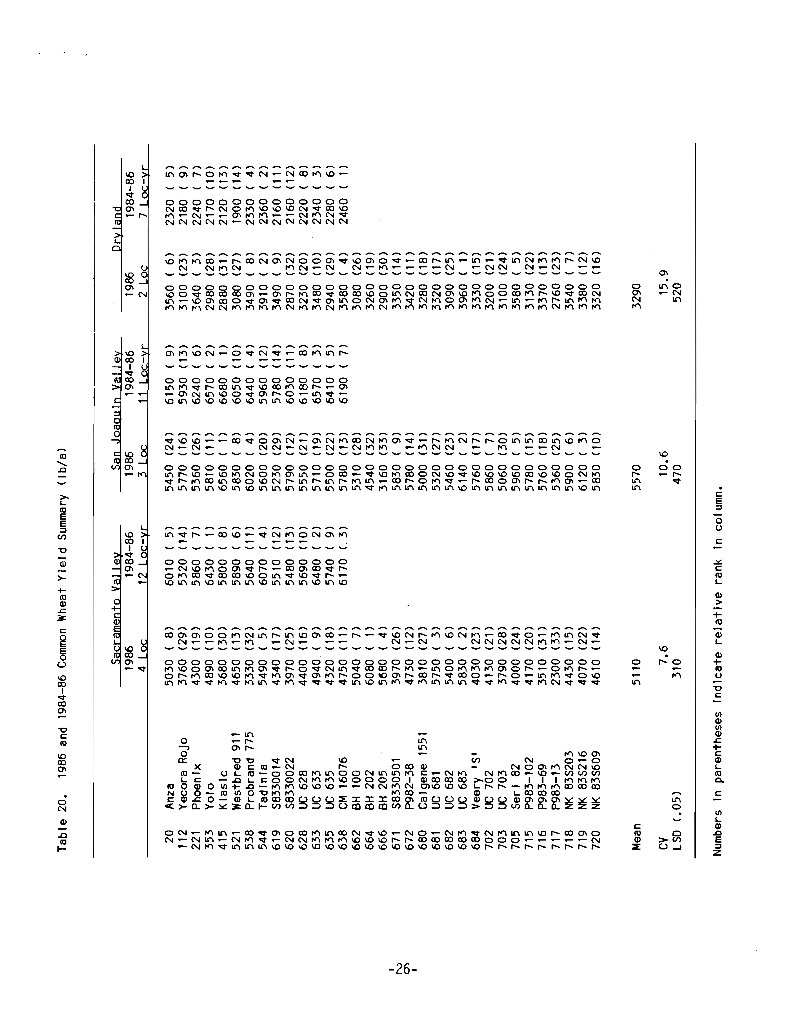 Table 20. 1986 and 1984-86 Common Wheat Yield Summary (lb/a)
Sacramento Valley San Joaquin Valley Dryland
1986 1984-86 1986 1984-86 1986 1984-86
4 Loc 12 Loc-yr 3 Loc 11 Loc-yr 2 Loc 7 Loc-yr
20 Anza 5030 ( 8) 6010 ( 5) 5450 (24) 6150 ( 9) 3560 ( 6) 2320 ( 5)
112 Yecora Rojo 3760 (29) 5320 (14) 5770 (16) 5930 (13) 3100 (23) 2180 ( 9)
221 Phoenix 4300 (19) 5860 ( 7) 5360 (26) 6240 ( 6) 3640 ( 3) 2240 ( 7)
353 Yolo 4890 (10) 6430 ( 1) 5810 (11) 6570 ( 2) 2980 (28) 2170 (10)
415 Klasic 3680 (30) 5800 ( 8) 6560 ( 1) 6680 ( 1) 2880 (31) 2120 (13)
521 Westbred 911 4650 (13) 5890 ( 6) 5830 ( 8) 6050 (10) 3080 (27) 1900 (14)
538 Probrand 775 3330 (32) 5640 (11) 6020 ( 4) 6440 ( 4) 3490 ( 8) 2330 ( 4)
544 Tadinia 5490 ( 5) 6070 ( 4) 5600 (20) 5960 (12) 3910 ( 2) 2360 ( 2)
619 S8330014 4340 (17) 5510 (12) 5230 (29) 5780 (14) 3490 ( 9) 2160 (11)
620 S8330022 3970 (25) 5480 (13) 5790 (12) 6030 (11) 2870 (32) 2160 (12)
628 UC 628 4400 (16) 5690 (10) 5550 (21) 6180 ( 8) 3230 (20) 2220 ( 8)
633 UC 633 4940 ( 9) 6480 ( 2) 5710 (19) 6570 ( 3) 3480 (10) 2340 ( 3)
635 UC 635 4320 (18) 5740 ( 9) 5500 (22) 6410 ( 5) 2940 (29) 2280 ( 6)
638 CM 16076 4750 (11) 6170 ( 3) 5780 (13) 6190 ( 7) 3580 ( 4) 2460 ( 1)
662 BH 100 5040 ( 7) 5310 (28) 3080 (26)
664 BH 202 6080 ( 1) 4540 (32) 3260 (19)
666 BH 205 5680 ( 4) 3160 (33) 2900 (30)
671 S8330501 3970 (26) 5830 ( 9) 3350 (14)
672 P982-38 4730 (12) 5780 (14) 3420 (11)
680 Calgene 1551 3810 (27) 5000 (31) 3280 (18)
681 UC 681 5750 ( 3) 5320 (27) 3320 (17)
682 UC 682 5400 ( 6) 5460 (23) 3090 (25)
683 UC 683 5830 ( 2) 6140 ( 2) 3960 ( 1)
684 Veery 'S' 4030 (23) 5760 (17) 3330 (15)
702 UC 702 4130 (21) 5860 ( 7) 3200 (21)
703 UC 703 3790 (28) 5060 (30) 3100 (24)
705 Seri 82 4000 (24) 5960 ( 5) 3580 ( 5)
715 P983-102 4170 (20) 5780 (15) 3130 (22)
716 P983-69 3510 (31) 5760 (18) 3370 (13)
717 P983-13 2300 (33) 5360 (25) 2760 (23)
718 NK 83S203 4430 (15) 5900 ( 6) 3540 ( 7)
719 NK 83S216 4070 (22) 6120 ( 3) 3380 (12)
720 NK 83S609 4610 (14) 5830 (10) 3320 (16)
Mean 5110 5570 3290
CV 7.6 10.6 15.9
LSD (.05) 310 470 520
Numbers in parentheses indicate relative rank in column.
-26-